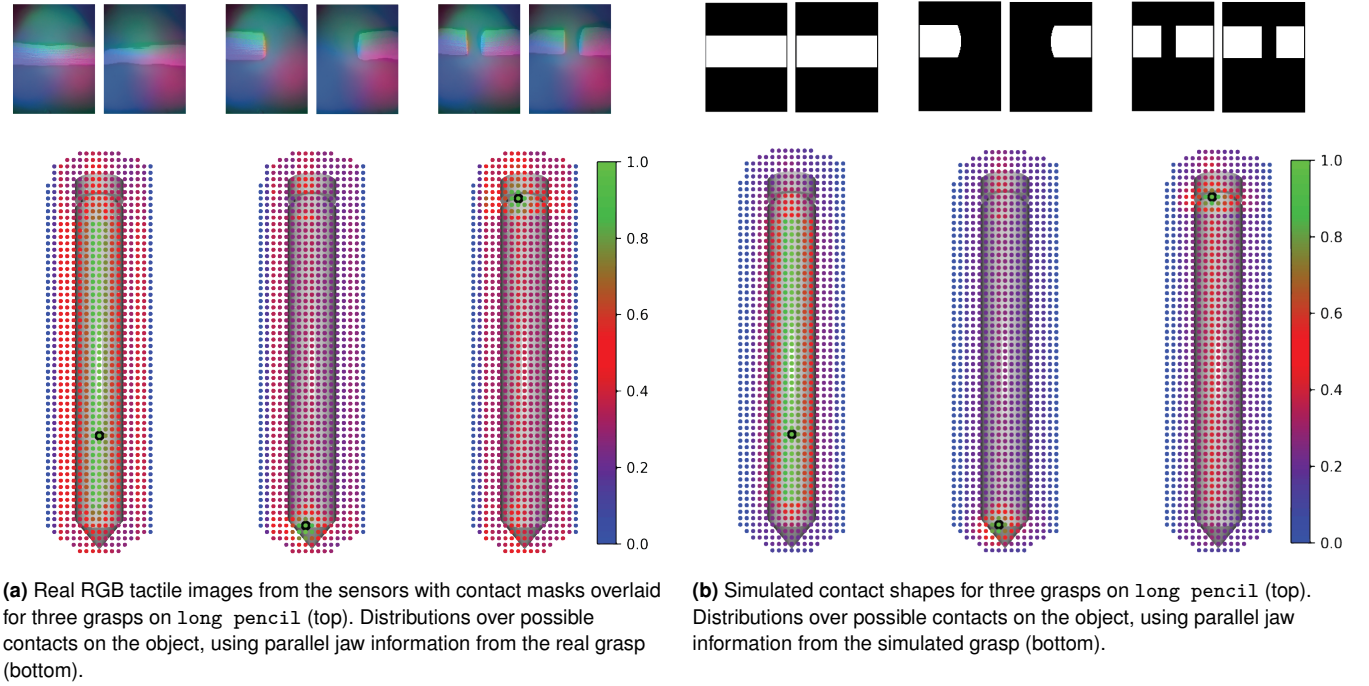 1.0
0.8
0.6
0.4
0.2
0.0
1.0
0.8
0.6
0.4
0.2
0.0
(a) Real RGB tactile images from the sensors with contact masks overlaid
for three grasps on long pencil (top). Distributions over possible
contacts on the object, using parallel jaw information from the real grasp
(bottom).
(b) Simulated contact shapes for three grasps on long pencil (top).
Distributions over possible contacts on the object, using parallel jaw
information from the simulated grasp (bottom).